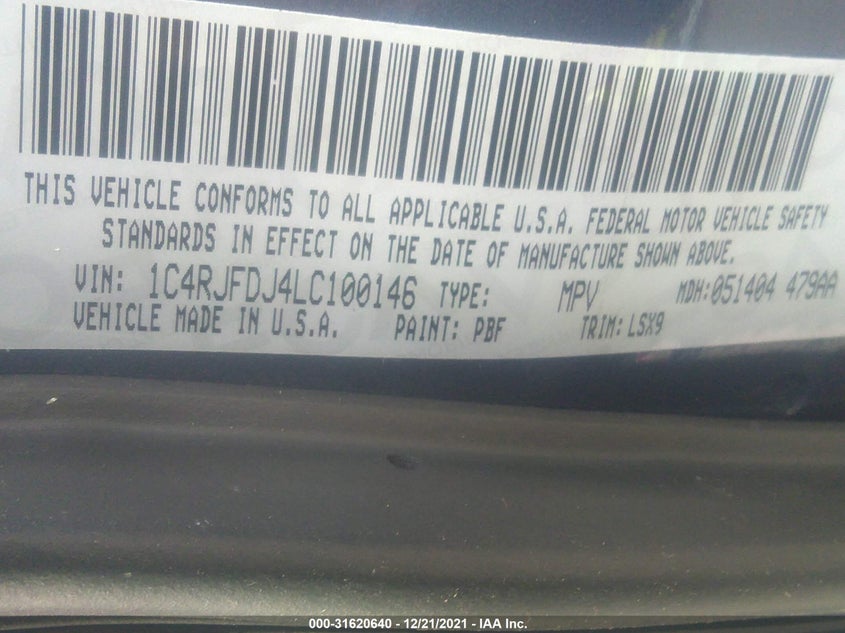 THIS VEHICLE CONFORMS TO ALL APPLICABLE U.S.A. FEDERAL MOTOR VEHICLE SAFETY
STANDARDS IN EFFECT ON THE DATE OF MANUFACTURE SHOWN ABOVE.
VIN: 1C4RJFDJ4LC100146 TYPE: MPV MDH:051404 479AA
VEHICLE MADE IN U.S.A. PAINT: PBF TRIM: LSX9
000-31620640 - 12/21/2021 - IAA Inc.